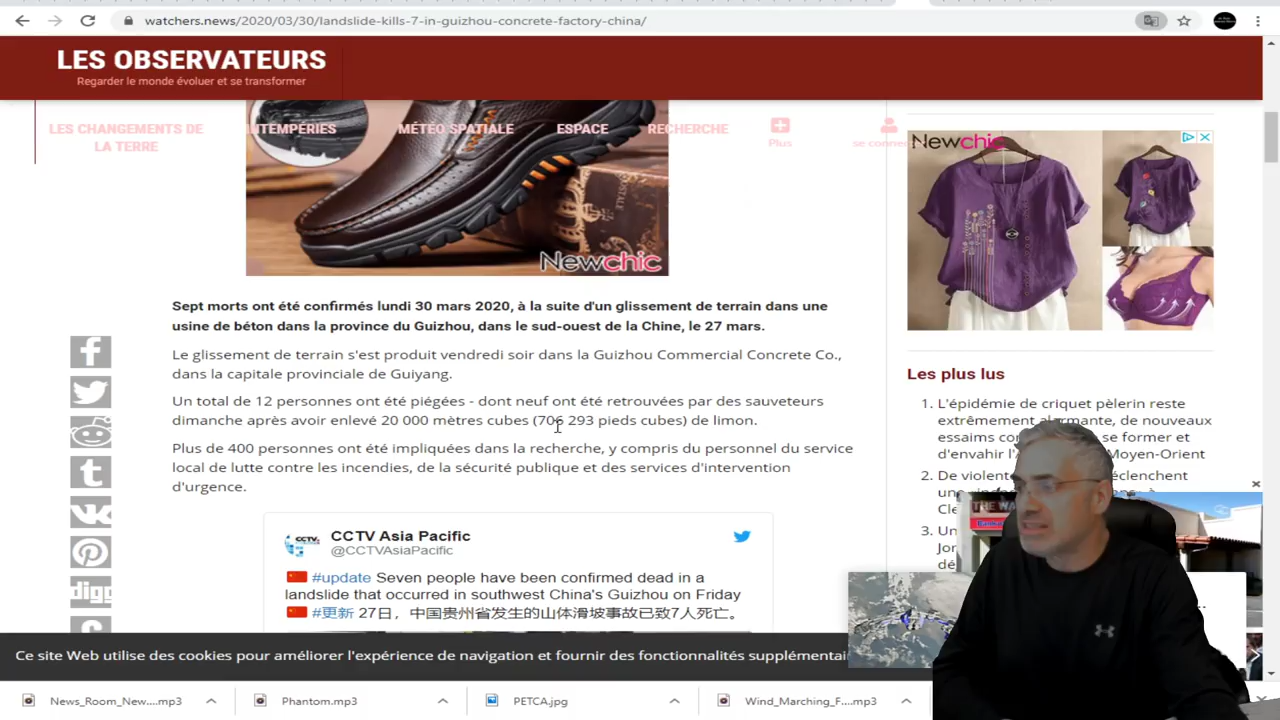 watchers.news/2020/03/30/landslide-kills-7-in-guizhou-concrete-factory-china/
LES OBSERVATEURS
Regarder le monde évoluer et se transformer
LES CHANGEMENTS DE
LA TERRE
MÉTÉO SPATIALE
ESPACE
RECHERCHE
Plus
Newchic
Newchic
Sept morts ont été confirmés lundi 30 mars 2020, à la suite d'un glissement de terrain dans une
usine de béton dans la province du Guizhou, dans le sud-ouest de la Chine, le 27 mars.
Le glissement de terrain s'est produit vendredi soir dans la Guizhou Commercial Concrete Co.,
dans la capitale provinciale de Guiyang.
Un total de 12 personnes ont été piégées - dont neuf ont été retrouvées par des sauveteurs
dimanche après avoir enlevé 20 000 mètres cubes (706 293 pieds cubes) de limon.
Plus de 400 personnes ont été impliquées dans la recherche, y compris du personnel du service
local de lutte contre les incendies, de la sécurité publique et des services d'intervention
d'urgence.
CCTV Asia Pacific
@CCTVAsiaPacific
#update Seven people have been confirmed dead in a
landslide that occurred in southwest China's Guizhou on Friday
#更新 27日，中国贵州省发生的山体滑坡事故已致7人死亡。
Les plus lus
1. L'épidémie de criquet pèlerin reste
extrêmement alarmante, de nouveaux
essaims se former et
d'envahir Moyen-Orient
2. De
3.
digg
Ce site Web utilise des cookies pour améliorer l'expérience de navigation et fournir des fonctionnalités
News_Room_New....mp3
Phantom.mp3
PETCA.jpg
Wind_Marching_F....mp3